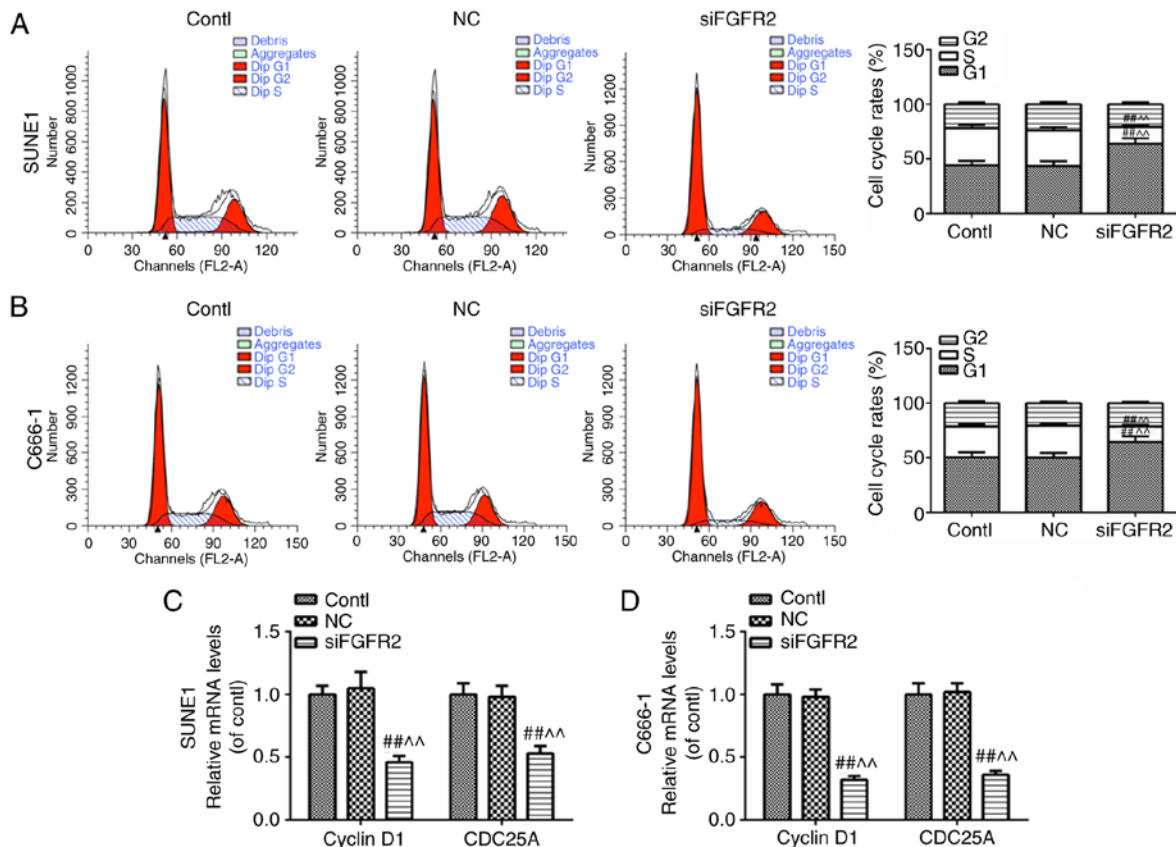 A
Contl
NC
siFGFR2
SUNE1
Number
0 200 400 600 800 1000
Debris
Aggregates
Dip G1
Dip G2
Dip S
0 30 60 90 120
Channels (FL2-A)
Number
0 200 400 600 800 1000
Debris
Aggregates
Dip G1
Dip G2
Dip S
0 30 60 90 120
Channels (FL2-A)
Number
0 300 600 900 1200
Debris
Aggregates
Dip G1
Dip G2
Dip S
0 30 60 90 120 150
Channels (FL2-A)
Cell cycle rates (%)
150
100
50
0
G2
S
G1
##^^
##^^
Contl NC siFGFR2
B
Contl
NC
siFGFR2
C666-1
Number
0 300 600 900 1200
Debris
Aggregates
Dip G1
Dip G2
Dip S
0 30 60 90 120 150
Channels (FL2-A)
Number
0 300 600 900 1200
Debris
Aggregates
Dip G1
Dip G2
Dip S
0 30 60 90 120 150
Channels (FL2-A)
Number
0 300 600 900 1200
Debris
Aggregates
Dip G1
Dip G2
Dip S
0 30 60 90 120 150
Channels (FL2-A)
Cell cycle rates (%)
150
100
50
0
G2
S
G1
##^^
##^^
Contl NC siFGFR2
C
Contl
NC
siFGFR2
SUNE1
Relative mRNA levels
(of contl)
1.5
1.0
0.5
0.0
##^^
##^^
Cyclin D1 CDC25A
D
Contl
NC
siFGFR2
C666-1
Relative mRNA levels
(of contl)
1.5
1.0
0.5
0.0
##^^
##^^
Cyclin D1 CDC25A